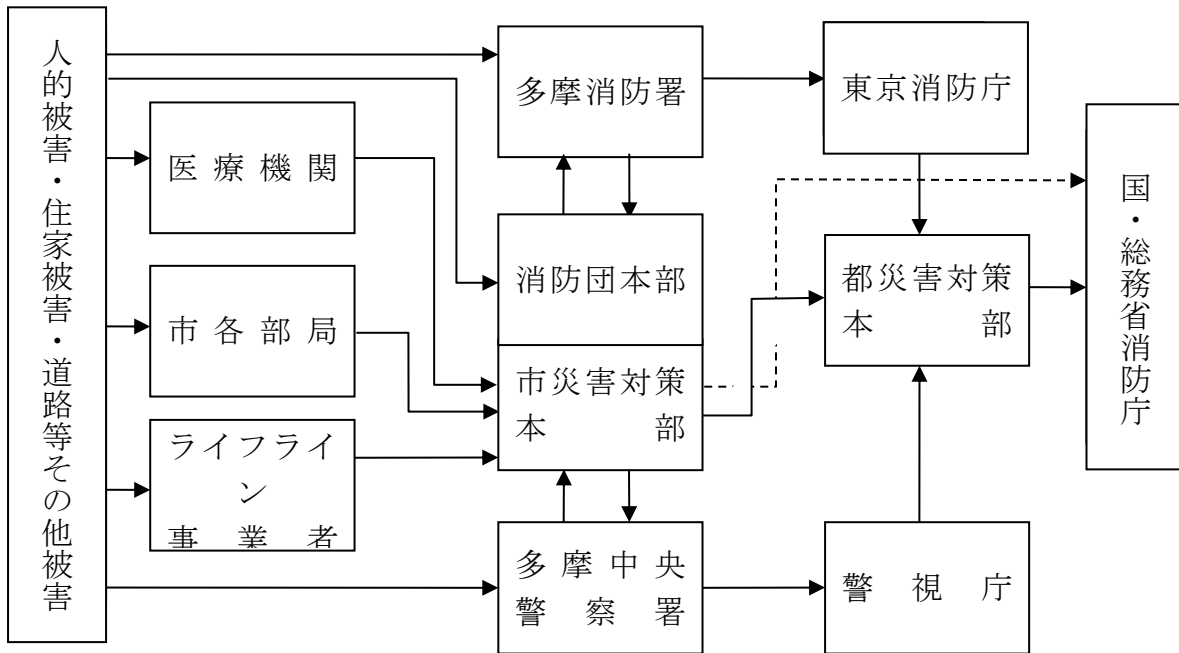 人的被害・住家被害・道路等その他被害
医療機関
市各部局
ライフライ
ン
事業者
多摩消防署
消防団本部
市災害対策
本部
多摩中央
警察署
東京消防庁
都災害対策
本部
警視庁
国・総務省消防庁